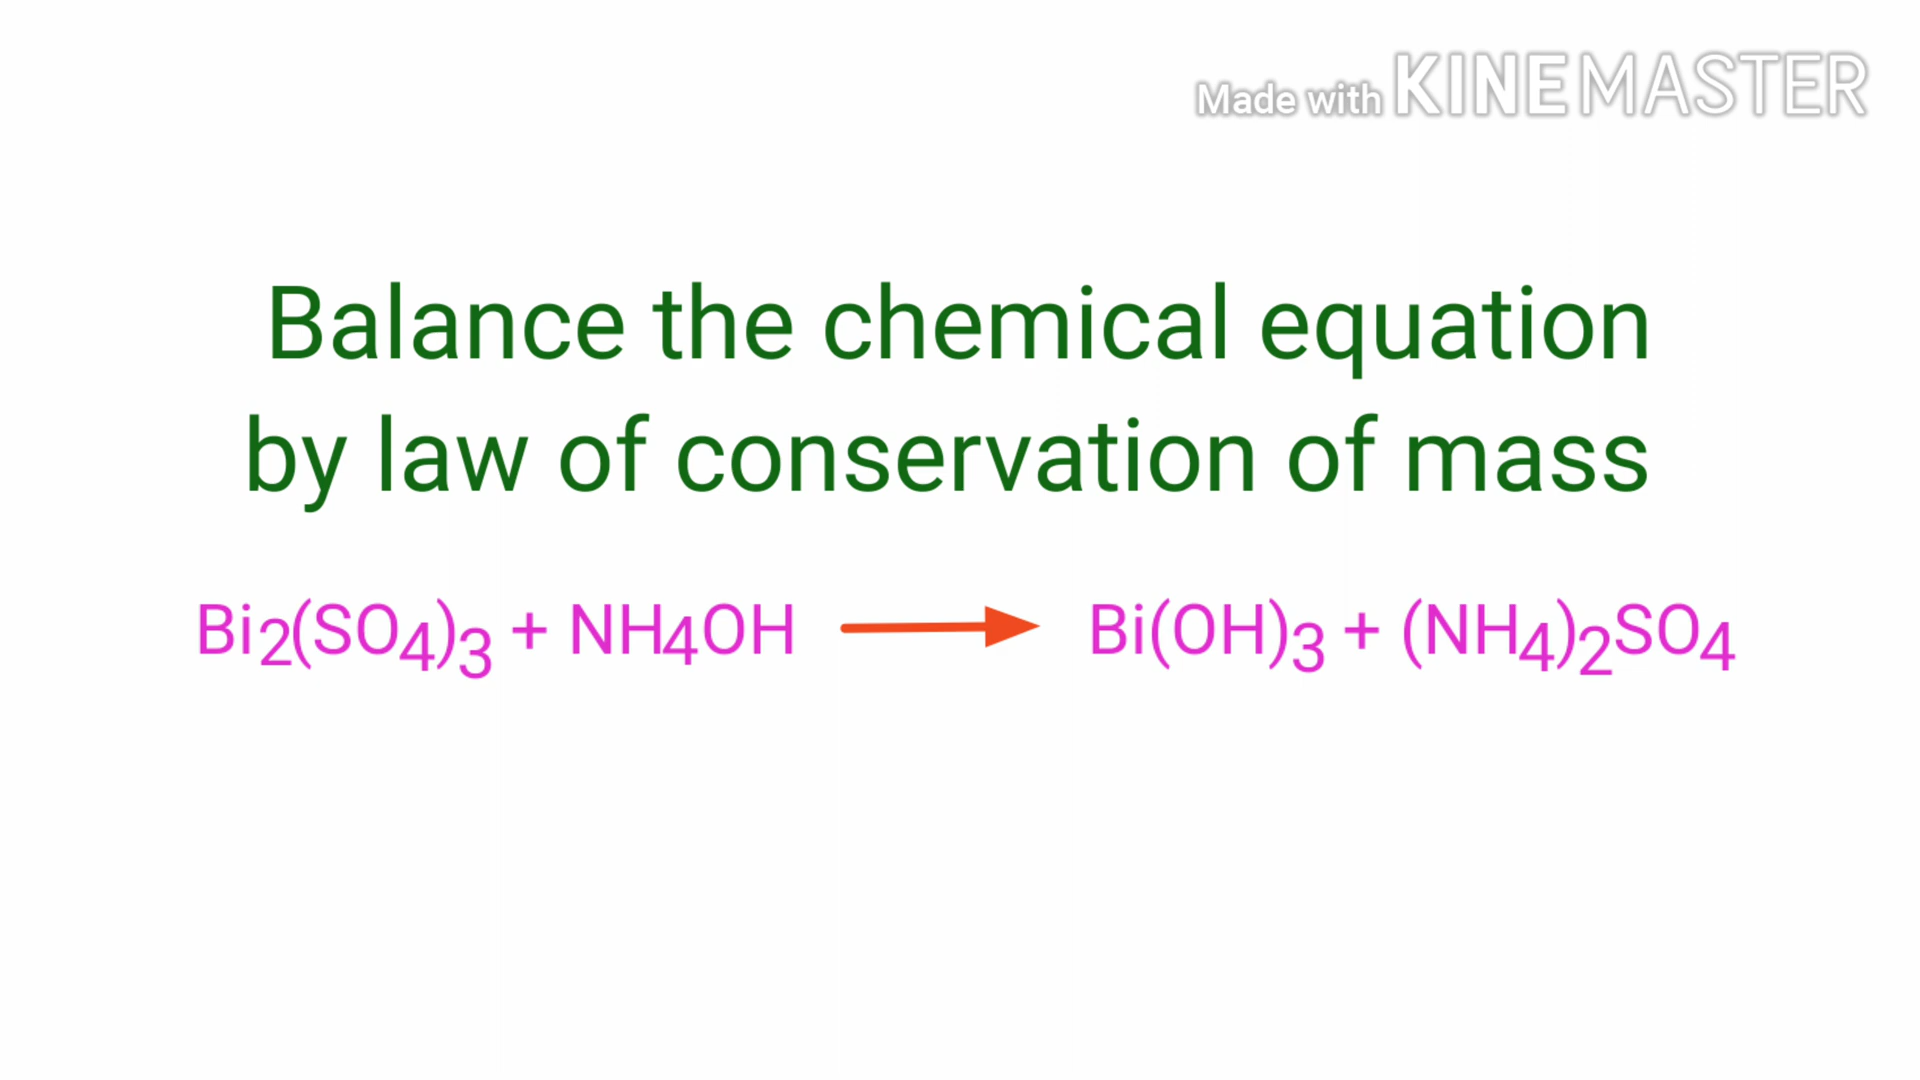 Made with KINEMASTER
Balance the chemical equation
by law of conservation of mass
Bi₂(SO₄)₃ + NH₄OH → Bi(OH)₃ + (NH₄)₂SO₄